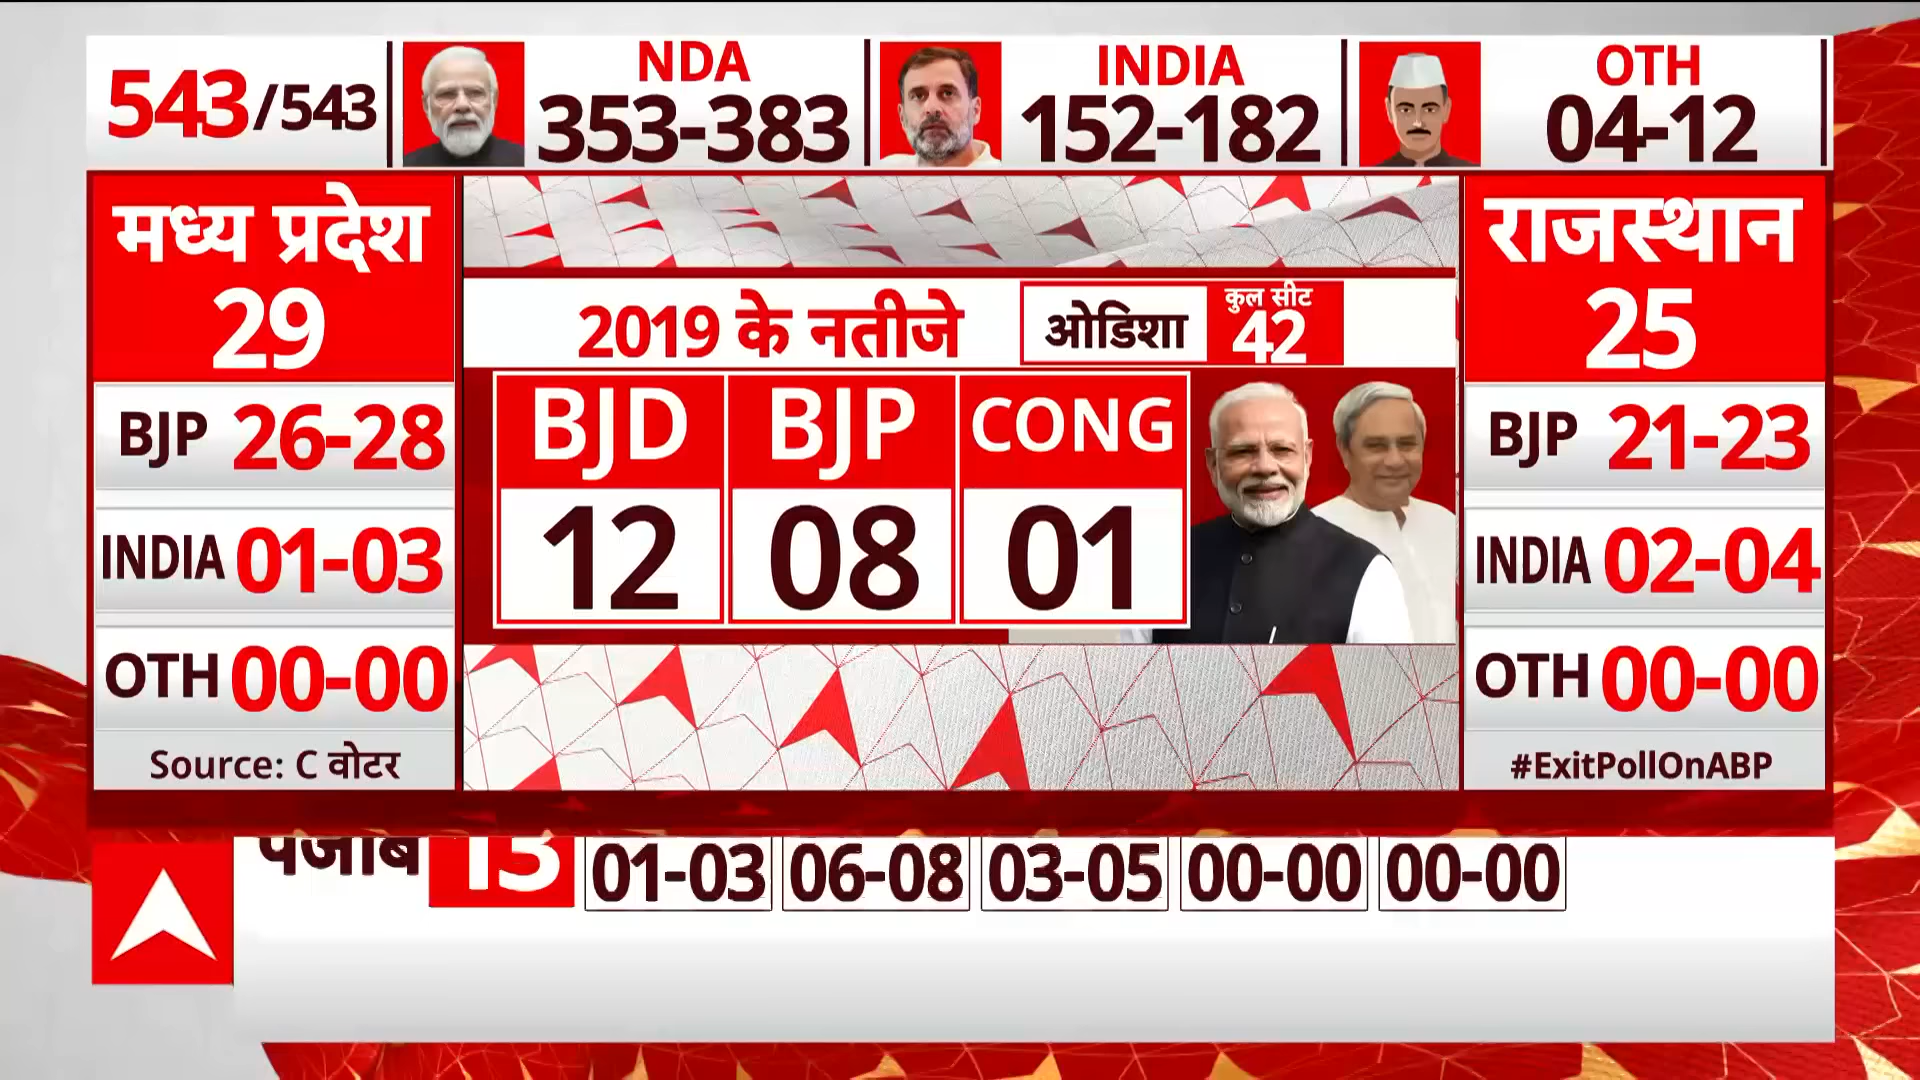 543/543
NDA
353-383
INDIA
152-182
OTH
04-12
मध्य प्रदेश
29
BJP 26-28
INDIA 01-03
OTH 00-00
Source: C वोटर
2019 के नतीजे
ओडिशा
कुल सीट
42
BJD BJP CONG
12 08 01
राजस्थान
25
BJP 21-23
INDIA 02-04
OTH 00-00
#ExitPollOnABP
पंजाब 13 01-03 06-08 03-05 00-00 00-00